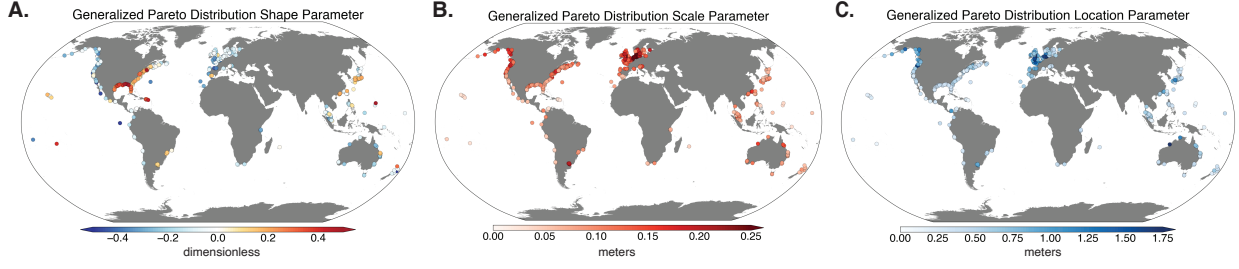 A.
Generalized Pareto Distribution Shape Parameter
−0.4 −0.2 0.0 0.2 0.4
dimensionless
B.
Generalized Pareto Distribution Scale Parameter
0.00 0.05 0.10 0.15 0.20 0.25
meters
C.
Generalized Pareto Distribution Location Parameter
0.00 0.25 0.50 0.75 1.00 1.25 1.50 1.75
meters